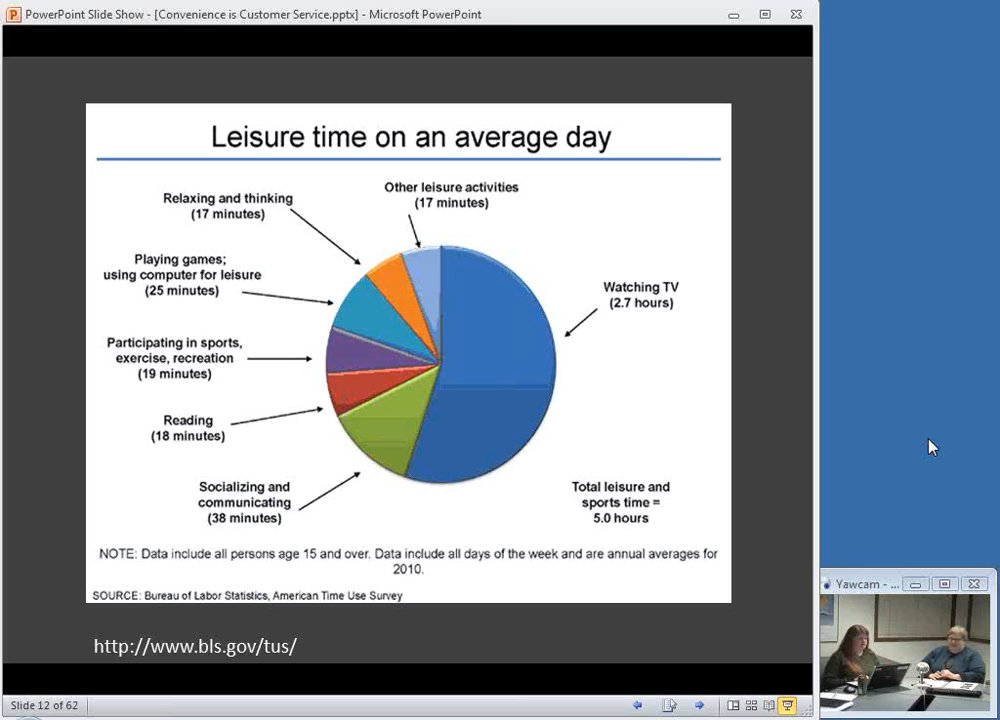 PowerPoint Slide Show - [Convenience is Customer Service.pptx] - Microsoft PowerPoint
Leisure time on an average day
Other leisure activities
(17 minutes)
Relaxing and thinking
(17 minutes)
Playing games;
using computer for leisure
(25 minutes)
Watching TV
(2.7 hours)
Participating in sports,
exercise, recreation
(19 minutes)
Reading
(18 minutes)
Socializing and
communicating
(38 minutes)
Total leisure and
sports time =
5.0 hours
NOTE: Data include all persons age 15 and over. Data include all days of the week and are annual averages for
2010.
SOURCE: Bureau of Labor Statistics, American Time Use Survey
http://www.bls.gov/tus/
Yawcam - ...
Slide 12 of 62